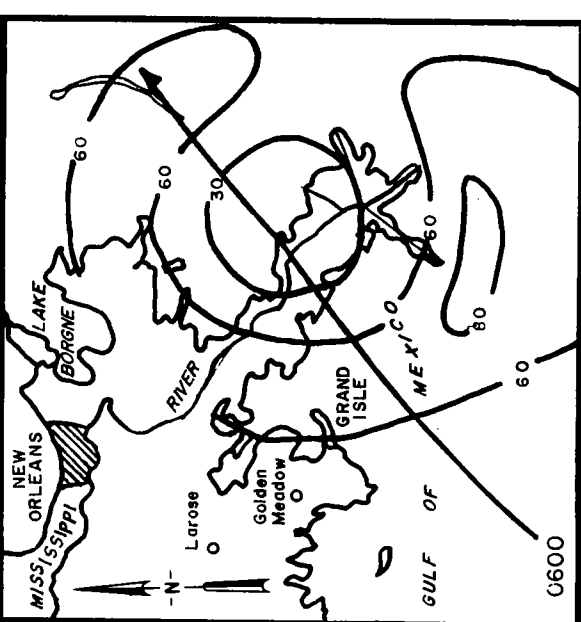 60
60
30
60
80
60
LAKE
BORGNE
RIVER
NEW
ORLEANS
MISSISSIPPI
Larose
Golden
Meadow
GRAND
ISLE
GULF OF MEXICO
-N-
0600